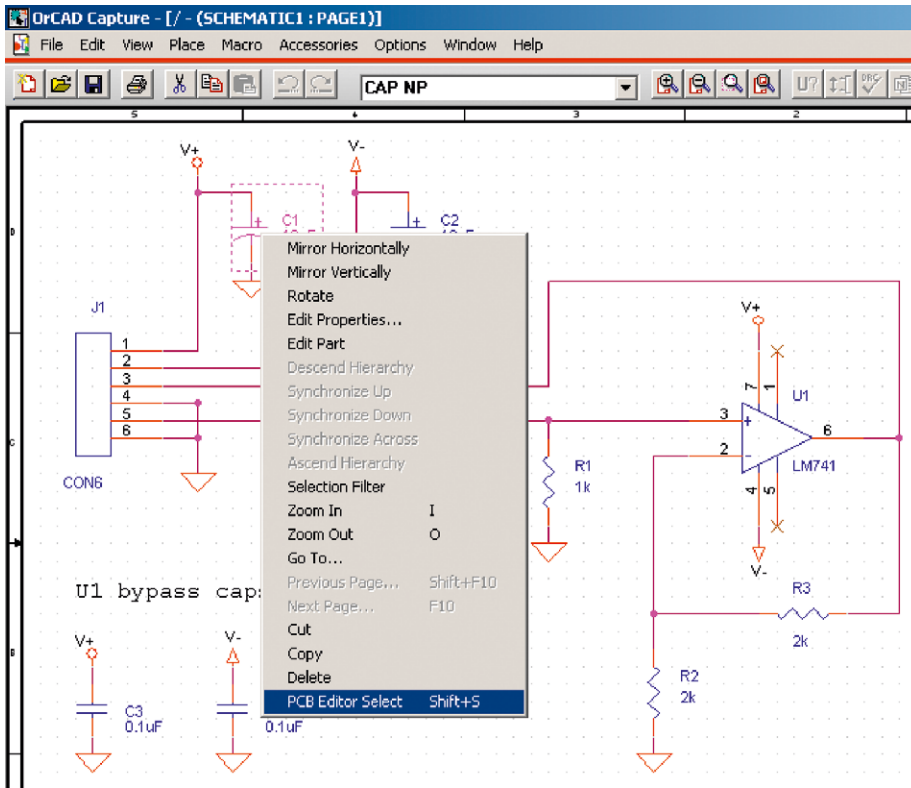 OrCAD Capture - [/ - (SCHEMATIC1 : PAGE1)]
File Edit View Place Macro Accessories Options Window Help
CAP NP
U?
DRC
5 4 3 2
V+
V-
C1
C2
D
Mirror Horizontally
Mirror Vertically
Rotate
Edit Properties...
Edit Part
Descend Hierarchy
Synchronize Up
Synchronize Down
Synchronize Across
Ascend Hierarchy
Selection Filter
Zoom In I
Zoom Out O
Go To...
Previous Page... Shift+F10
Next Page... F10
Cut
Copy
Delete
PCB Editor Select Shift+S
J1
1
2
3
4
5
6
CON6
C
R1
1k
V+
7
1
U1
3
+
2
-
6
LM741
4
5
V-
R3
2k
R2
2k
U1 bypass cap
B
V+
V-
C3
0.1uF
0.1uF